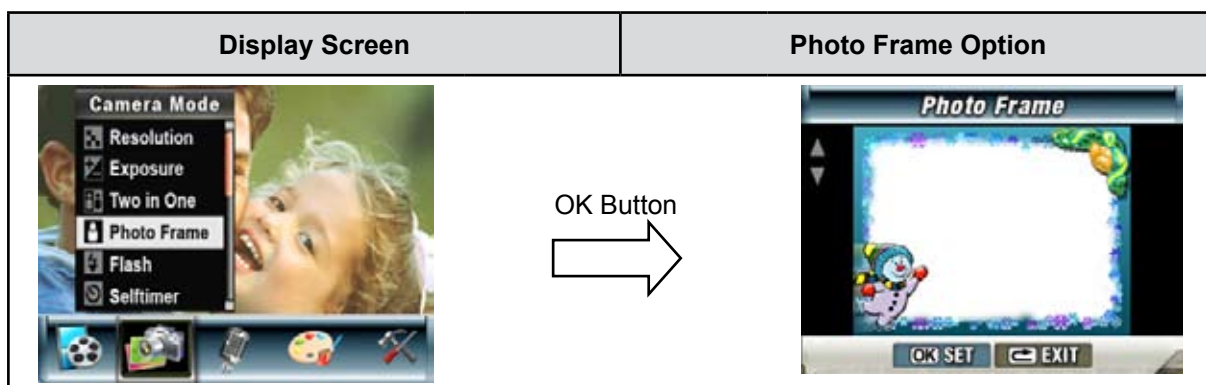 Display Screen
Photo Frame Option
Camera Mode
Resolution
Exposure
Two in One
Photo Frame
Flash
Selftimer
OK Button
Photo Frame
OK SET
EXIT